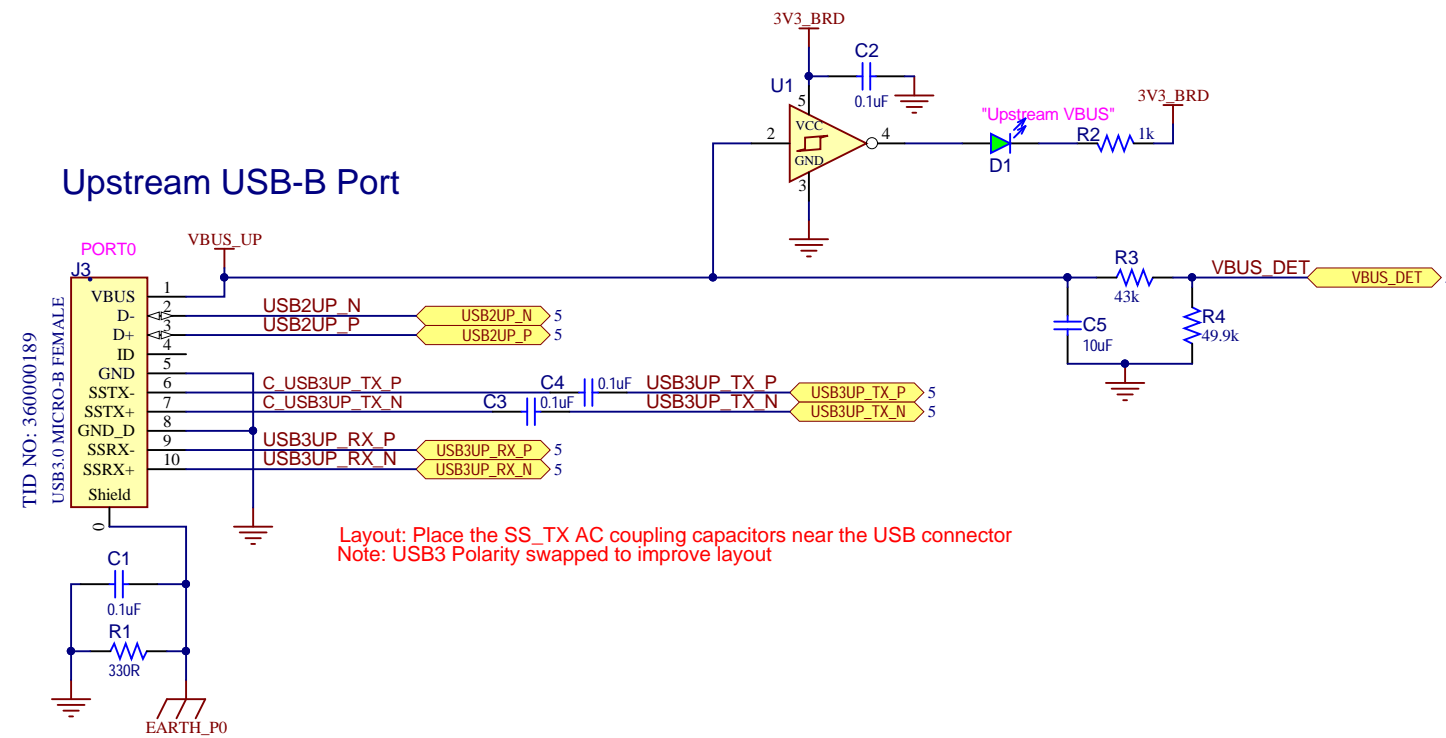 3V3_BRD
C2
0.1uF
U1
5
VCC
GND
2
4
3
"Upstream VBUS"
D1
R2
1k
3V3_BRD
Upstream USB-B Port
PORT0
J3
VBUS_UP
TID NO: 360000189
USB3.0 MICRO-B FEMALE
VBUS 1
D- 2 USB2UP_N USB2UP_N 5
D+ 3 USB2UP_P USB2UP_P 5
ID 4
GND 5
SSTX- 6 C_USB3UP_TX_P C4 0.1uF USB3UP_TX_P USB3UP_TX_P 5
SSTX+ 7 C_USB3UP_TX_N C3 0.1uF USB3UP_TX_N USB3UP_TX_N 5
GND_D 8
SSRX- 9 USB3UP_RX_P USB3UP_RX_P 5
SSRX+ 10 USB3UP_RX_N USB3UP_RX_N 5
Shield
0
R3
43k
VBUS_DET
VBUS_DET
C5
10uF
R4
49.9k
Layout: Place the SS_TX AC coupling capacitors near the USB connector
Note: USB3 Polarity swapped to improve layout
C1
0.1uF
R1
330R
EARTH_P0